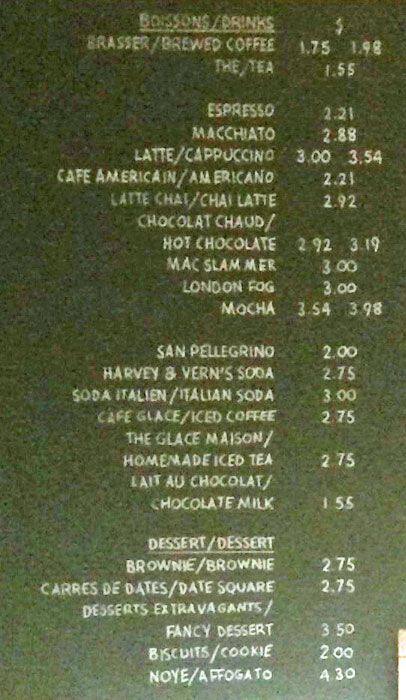 BOISSONS/DRINKS $
BRASSER/BREWED COFFEE 1.75 1.98
THE/TEA 1.55
ESPRESSO 2.21
MACCHIATO 2.88
LATTE/CAPPUCCINO 3.00 3.54
CAFE AMERICAIN/AMERICANO 2.21
LATTE CHAI/CHAI LATTE 2.92
CHOCOLAT CHAUD/
HOT CHOCOLATE 2.92 3.19
MAC SLAMMER 3.00
LONDON FOG 3.00
MOCHA 3.54 3.98
SAN PELLEGRINO 2.00
HARVEY & VERN'S SODA 2.75
SODA ITALIEN/ITALIAN SODA 3.00
CAFE GLACE/ICED COFFEE 2.75
THE GLACE MAISON/
HOMEMADE ICED TEA 2.75
LAIT AU CHOCOLAT/
CHOCOLATE MILK 1.55
DESSERT/DESSERT
BROWNIE/BROWNIE 2.75
CARRES DE DATES/DATE SQUARE 2.75
DESSERTS EXTRAVAGANTS/
FANCY DESSERT 3.50
BISCUITS/COOKIE 2.00
NOYE/AFFOGATO 4.30